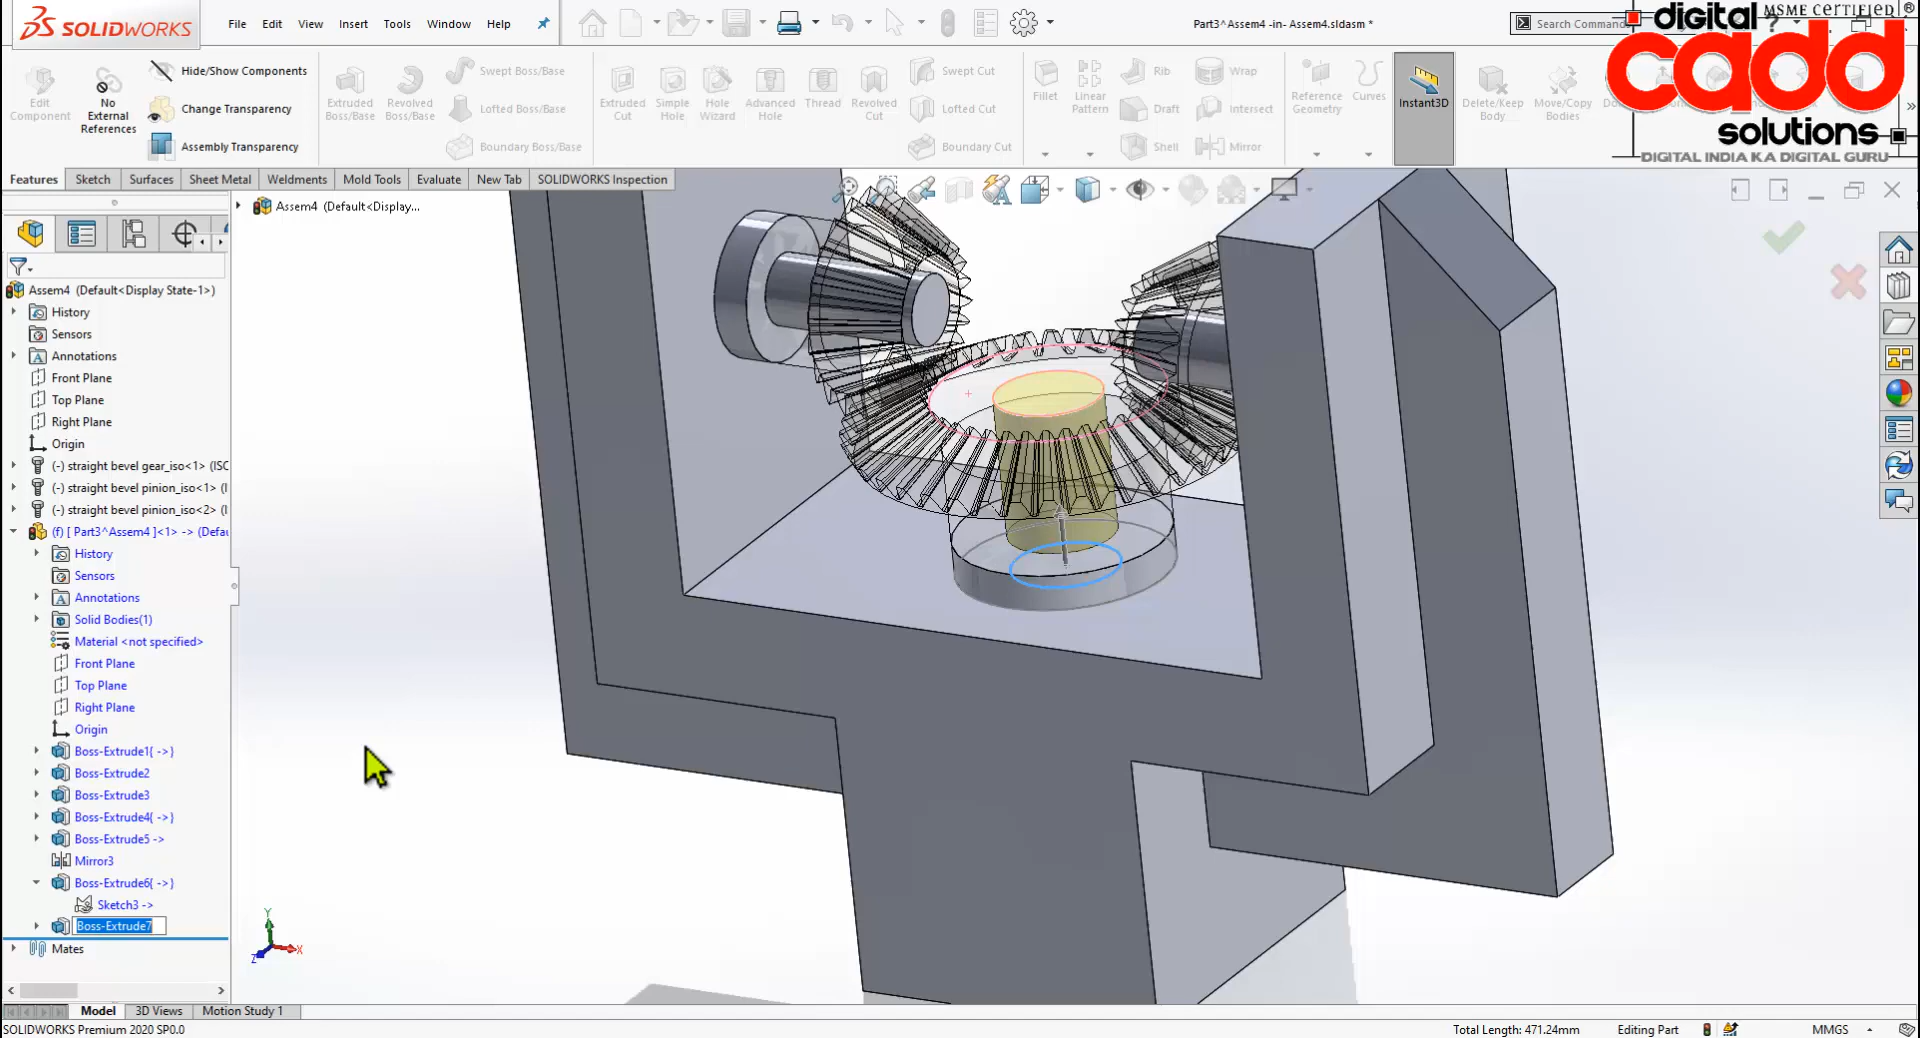 SOLIDWORKS
File Edit View Insert Tools Window Help
Part3^Assem4 -in- Assem4.sldasm *
Search Command
MSME CERTIFIED ®
digital
cadd
solutions
DIGITAL INDIA KA DIGITAL GURU
Edit Component
No External References
Hide/Show Components
Change Transparency
Assembly Transparency
Extruded Boss/Base
Revolved Boss/Base
Swept Boss/Base
Lofted Boss/Base
Boundary Boss/Base
Extruded Cut
Simple Hole
Hole Wizard
Advanced Hole
Thread
Revolved Cut
Swept Cut
Lofted Cut
Boundary Cut
Fillet
Linear Pattern
Rib
Draft
Shell
Wrap
Intersect
Mirror
Reference Geometry
Curves
Instant3D
Delete/Keep Body
Move/Copy Bodies
Features Sketch Surfaces Sheet Metal Weldments Mold Tools Evaluate New Tab SOLIDWORKS Inspection
Assem4 (Default<Display...
Assem4 (Default<Display State-1>)
History
Sensors
Annotations
Front Plane
Top Plane
Right Plane
Origin
(-) straight bevel gear_iso<1> (ISO
(-) straight bevel pinion_iso<1> (I
(-) straight bevel pinion_iso<2> (I
(f) [ Part3^Assem4 ]<1> -> (Defau
History
Sensors
Annotations
Solid Bodies(1)
Material <not specified>
Front Plane
Top Plane
Right Plane
Origin
Boss-Extrude1{ ->}
Boss-Extrude2
Boss-Extrude3
Boss-Extrude4{ ->}
Boss-Extrude5 ->
Mirror3
Boss-Extrude6{ ->}
Sketch3 ->
Boss-Extrude7
Mates
Y
X
Z
Model 3D Views Motion Study 1
SOLIDWORKS Premium 2020 SP0.0
Total Length: 471.24mm Editing Part MMGS